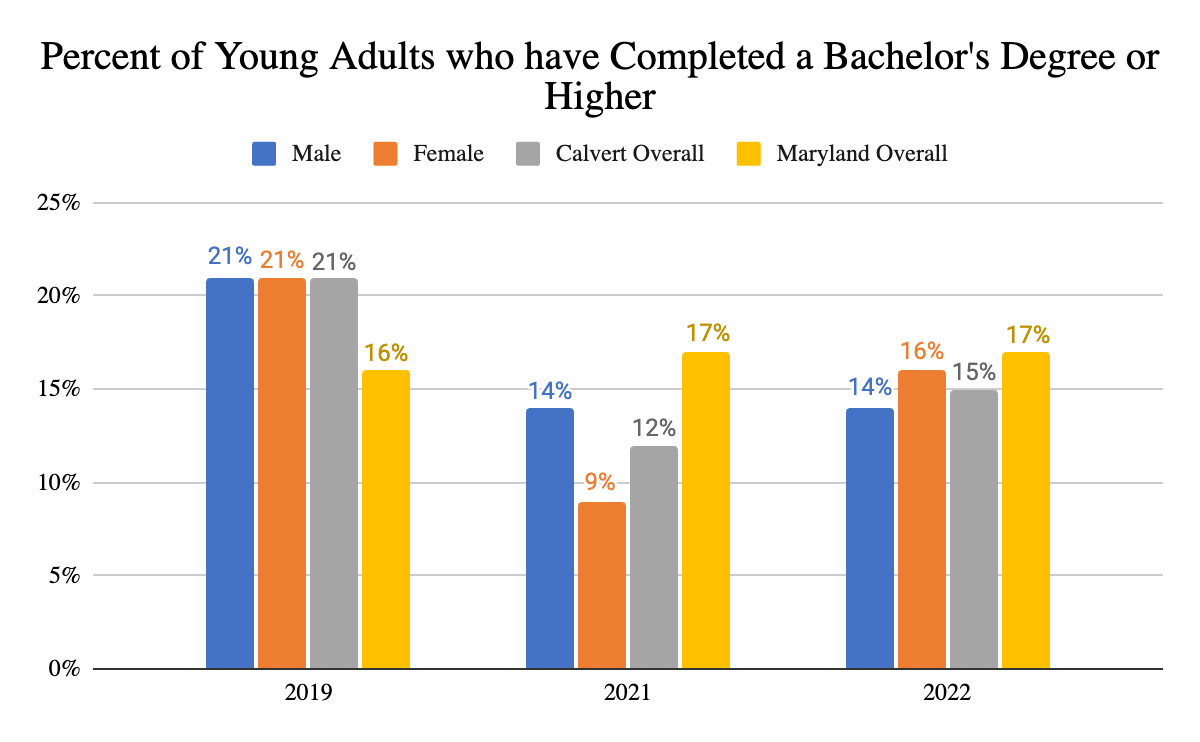 Percent of Young Adults who have Completed a Bachelor's Degree or
Higher
Male Female Calvert Overall Maryland Overall
25%
20%
15%
10%
5%
0%
21% 21% 21% 16%
14% 9% 12% 17%
14% 16% 15% 17%
2019 2021 2022